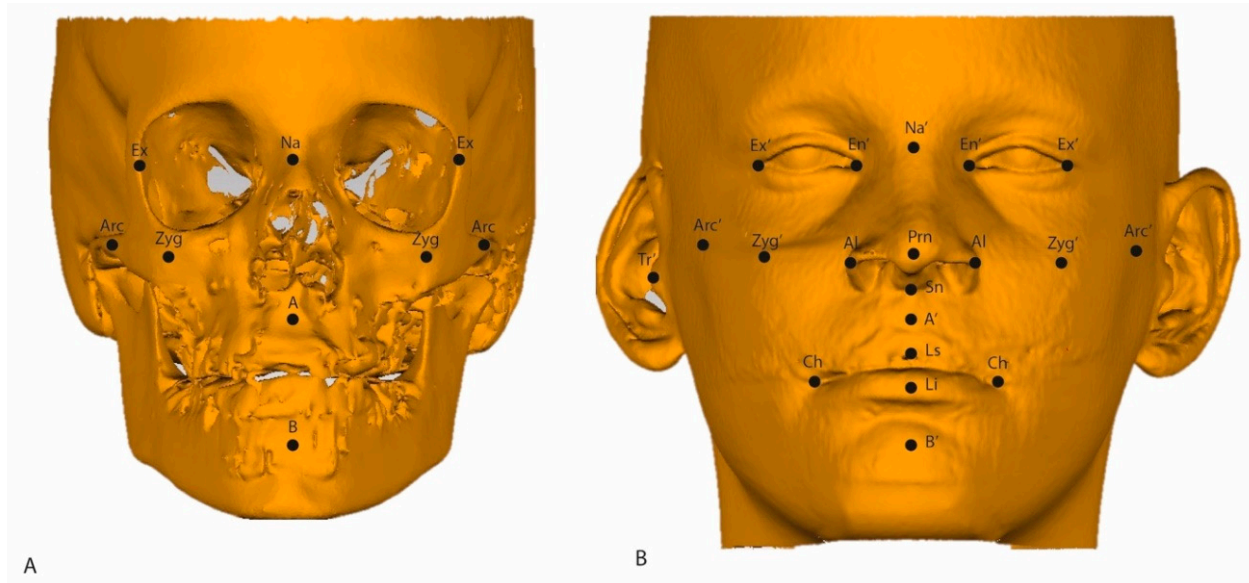 Ex
Na
Ex
Arc
Zyg
Zyg
Arc
A
B
A
Ex′
En′
Na′
En′
Ex′
Arc′
Zyg′
Al
Prn
Al
Zyg′
Arc′
Tr′
Sn
A′
Ls
Ch
Ch
Li
B′
B